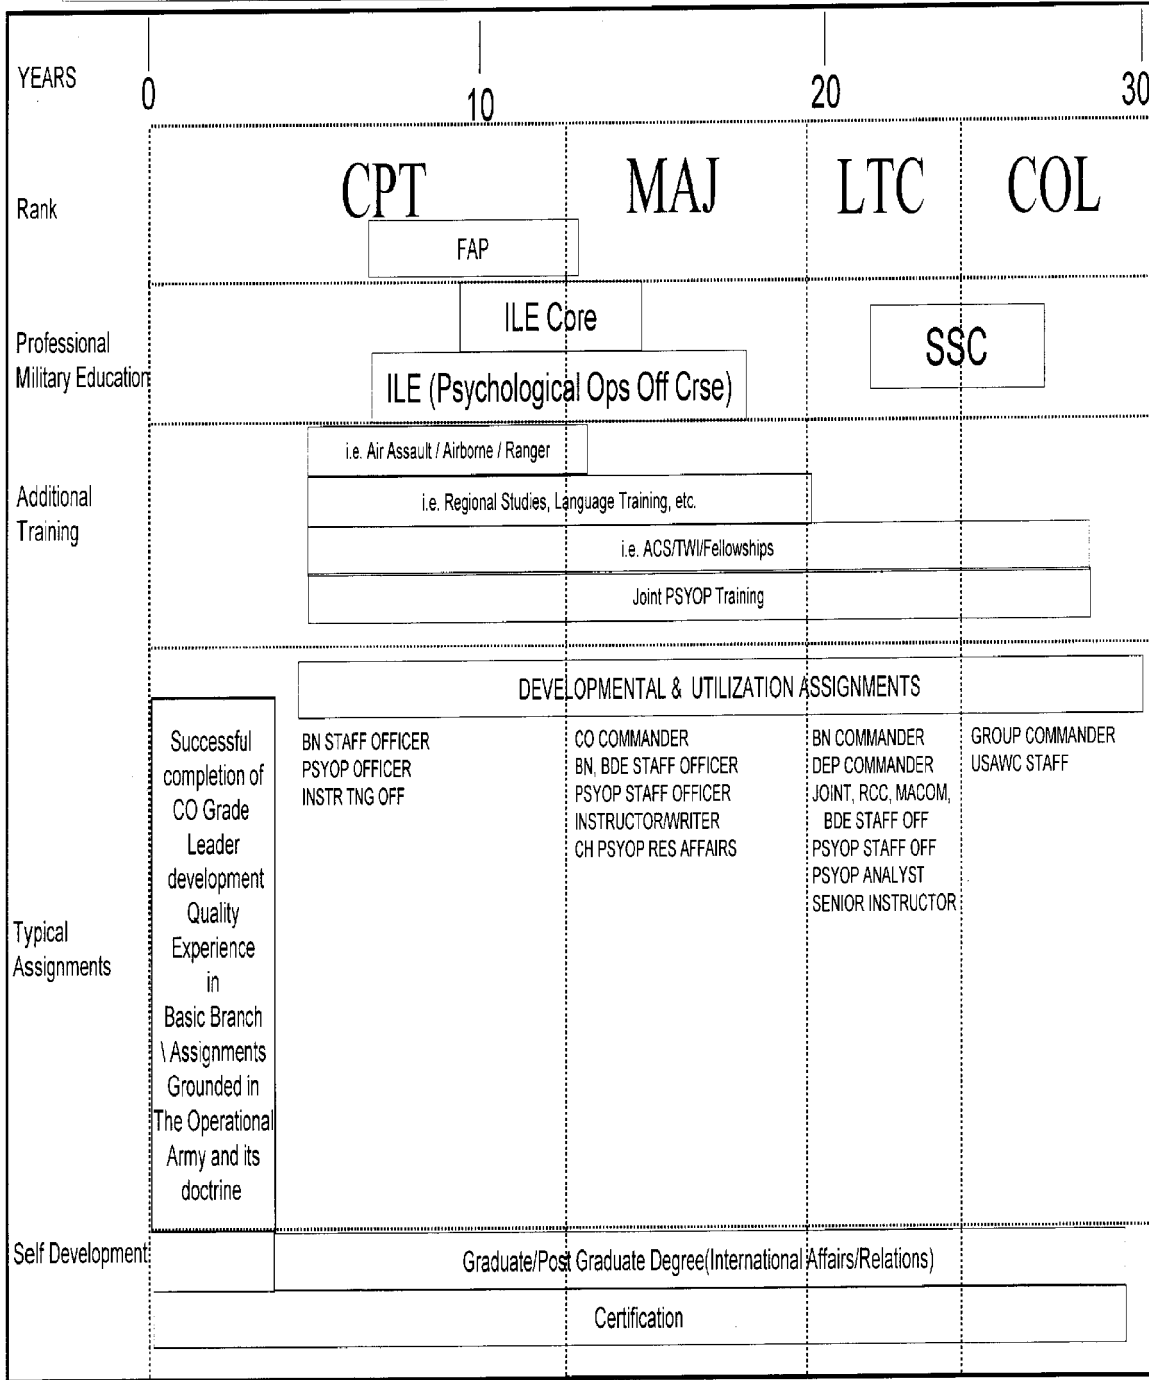 YEARS
0
10
20
30
Rank
CPT
MAJ
LTC
COL
FAP
Professional
Military Education
ILE Core
SSC
ILE (Psychological Ops Off Crse)
Additional
Training
i.e. Air Assault / Airborne / Ranger
i.e. Regional Studies, Language Training, etc.
i.e. ACS/TWI/Fellowships
Joint PSYOP Training
Typical
Assignments
DEVELOPMENTAL & UTILIZATION ASSIGNMENTS
Successful
completion of
CO Grade
Leader
development
Quality
Experience
in
Basic Branch
\ Assignments
Grounded in
The Operational
Army and its
doctrine
BN STAFF OFFICER
PSYOP OFFICER
INSTR TNG OFF
CO COMMANDER
BN, BDE STAFF OFFICER
PSYOP STAFF OFFICER
INSTRUCTOR/WRITER
CH PSYOP RES AFFAIRS
BN COMMANDER
DEP COMMANDER
JOINT, RCC, MACOM,
BDE STAFF OFF
PSYOP STAFF OFF
PSYOP ANALYST
SENIOR INSTRUCTOR
GROUP COMMANDER
USAWC STAFF
Self Development
Graduate/Post Graduate Degree(International Affairs/Relations)
Certification